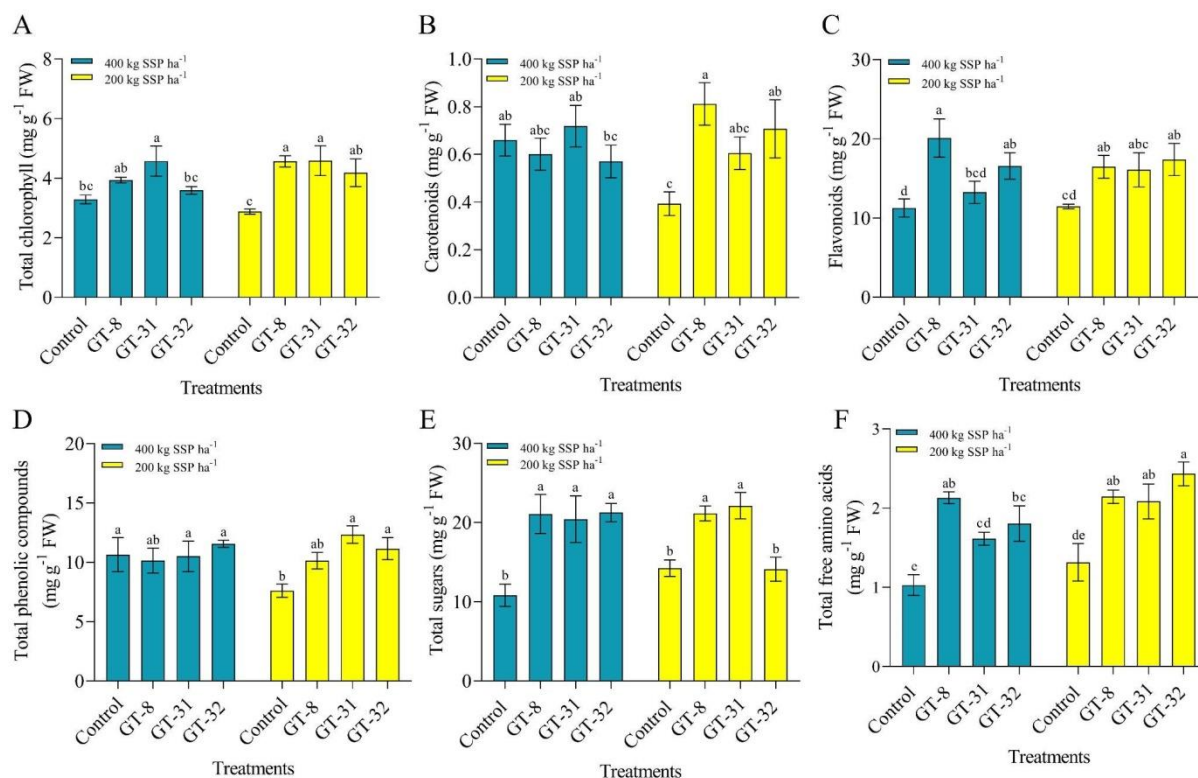 A
Total chlorophyll (mg g⁻¹ FW)
8
6
4
2
0
400 kg SSP ha⁻¹
200 kg SSP ha⁻¹
bc ab a bc c a a ab
Control GT-8 GT-31 GT-32 Control GT-8 GT-31 GT-32
Treatments
B
Carotenoids (mg g⁻¹ FW)
1.0
0.8
0.6
0.4
0.2
0.0
400 kg SSP ha⁻¹
200 kg SSP ha⁻¹
ab abc ab bc c a abc ab
Control GT-8 GT-31 GT-32 Control GT-8 GT-31 GT-32
Treatments
C
Flavonoids (mg g⁻¹ FW)
30
20
10
0
400 kg SSP ha⁻¹
200 kg SSP ha⁻¹
d a bcd ab cd ab abc ab
Control GT-8 GT-31 GT-32 Control GT-8 GT-31 GT-32
Treatments
D
Total phenolic compounds
(mg g⁻¹ FW)
20
15
10
5
0
400 kg SSP ha⁻¹
200 kg SSP ha⁻¹
a a a a b ab a a
Control GT-8 GT-31 GT-32 Control GT-8 GT-31 GT-32
Treatments
E
Total sugars (mg g⁻¹ FW)
30
20
10
0
400 kg SSP ha⁻¹
200 kg SSP ha⁻¹
b a a a b a a b
Control GT-8 GT-31 GT-32 Control GT-8 GT-31 GT-32
Treatments
F
Total free amino acids
(mg g⁻¹ FW)
3
2
1
0
400 kg SSP ha⁻¹
200 kg SSP ha⁻¹
e ab cd bc de ab ab a
Control GT-8 GT-31 GT-32 Control GT-8 GT-31 GT-32
Treatments